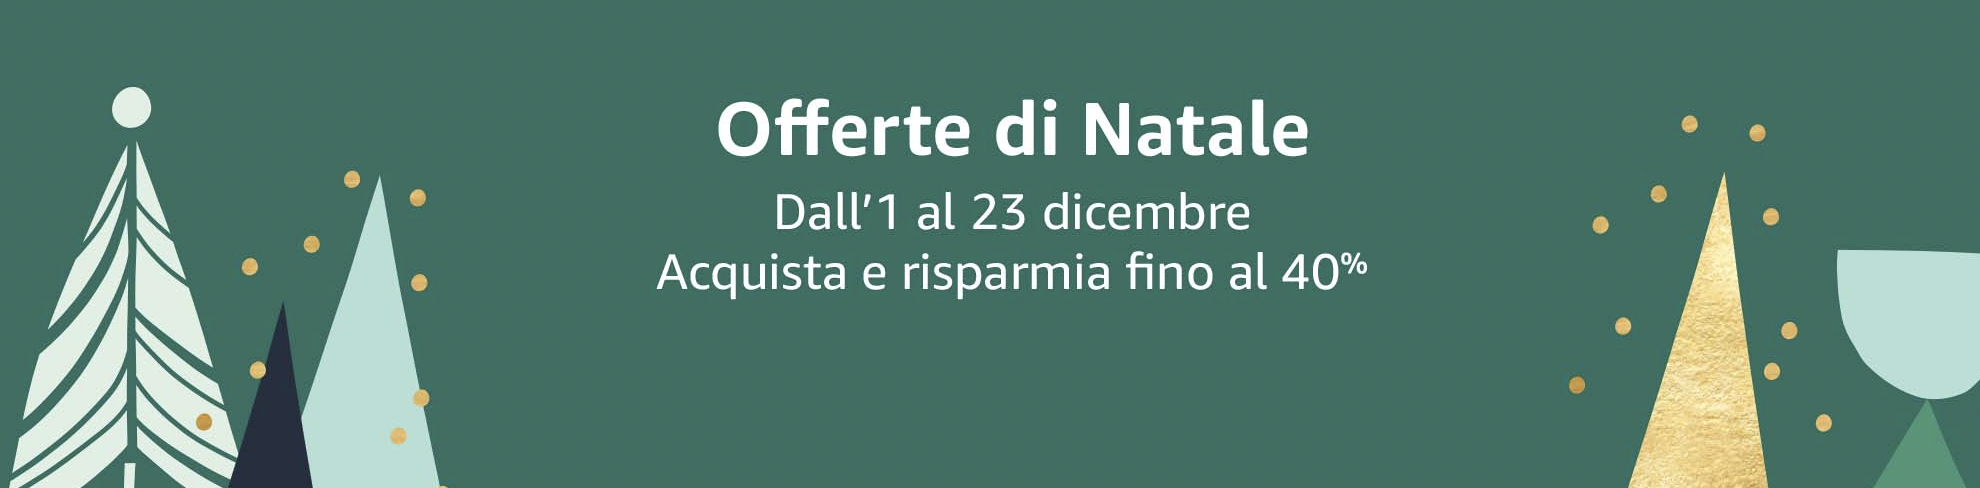 Offerte di Natale
Dall'1 al 23 dicembre
Acquista e risparmia fino al 40%